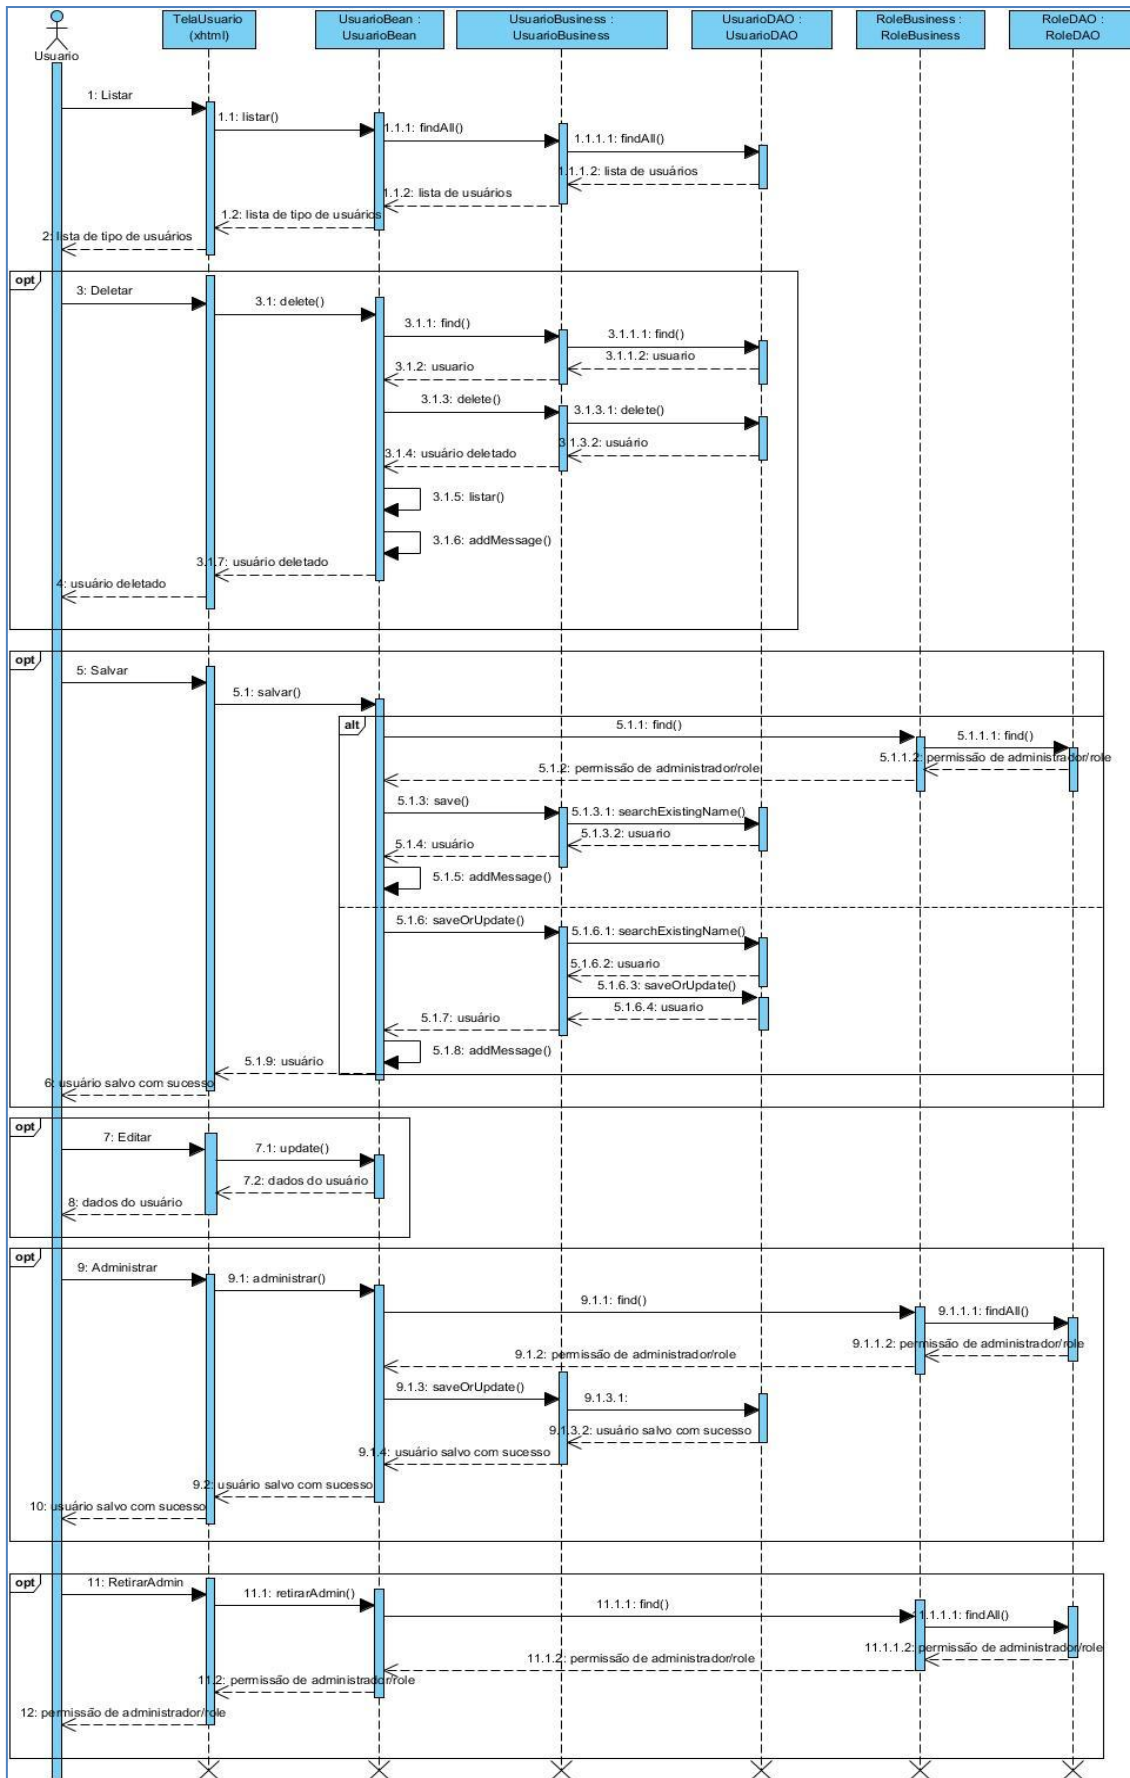 TelaUsuario
(xhtml)
UsuarioBean :
UsuarioBean
UsuarioBusiness :
UsuarioBusiness
UsuarioDAO :
UsuarioDAO
RoleBusiness :
RoleBusiness
RoleDAO :
RoleDAO
Usuario
1: Listar
1.1: listar()
1.1.1: findAll()
1.1.1.1: findAll()
1.1.1.2: lista de usuários
1.1.2: lista de usuários
1.2: lista de tipo de usuários
2: lista de tipo de usuários
opt
3: Deletar
3.1: delete()
3.1.1: find()
3.1.1.1: find()
3.1.1.2: usuario
3.1.2: usuario
3.1.3: delete()
3.1.3.1: delete()
3.1.3.2: usuário
3.1.4: usuário deletado
3.1.5: listar()
3.1.6: addMessage()
3.1.7: usuário deletado
4: usuário deletado
opt
5: Salvar
5.1: salvar()
alt
5.1.1: find()
5.1.1.1: find()
5.1.1.2: permissão de administrador/role
5.1.2: permissão de administrador/role
5.1.3: save()
5.1.3.1: searchExistingName()
5.1.3.2: usuario
5.1.4: usuário
5.1.5: addMessage()
5.1.6: saveOrUpdate()
5.1.6.1: searchExistingName()
5.1.6.2: usuario
5.1.6.3: saveOrUpdate()
5.1.6.4: usuario
5.1.7: usuário
5.1.8: addMessage()
5.1.9: usuário
6: usuário salvo com sucesso
opt
7: Editar
7.1: update()
7.2: dados do usuário
8: dados do usuário
opt
9: Administrar
9.1: administrar()
9.1.1: find()
9.1.1.1: findAll()
9.1.1.2: permissão de administrador/role
9.1.2: permissão de administrador/role
9.1.3: saveOrUpdate()
9.1.3.1:
9.1.3.2: usuário salvo com sucesso
9.1.4: usuário salvo com sucesso
9.2: usuário salvo com sucesso
10: usuário salvo com sucesso
opt
11: RetirarAdmin
11.1: retirarAdmin()
11.1.1: find()
1.1.1.1: findAll()
11.1.1.2: permissão de administrador/role
11.1.2: permissão de administrador/role
11.2: permissão de administrador/role
12: permissão de administrador/role